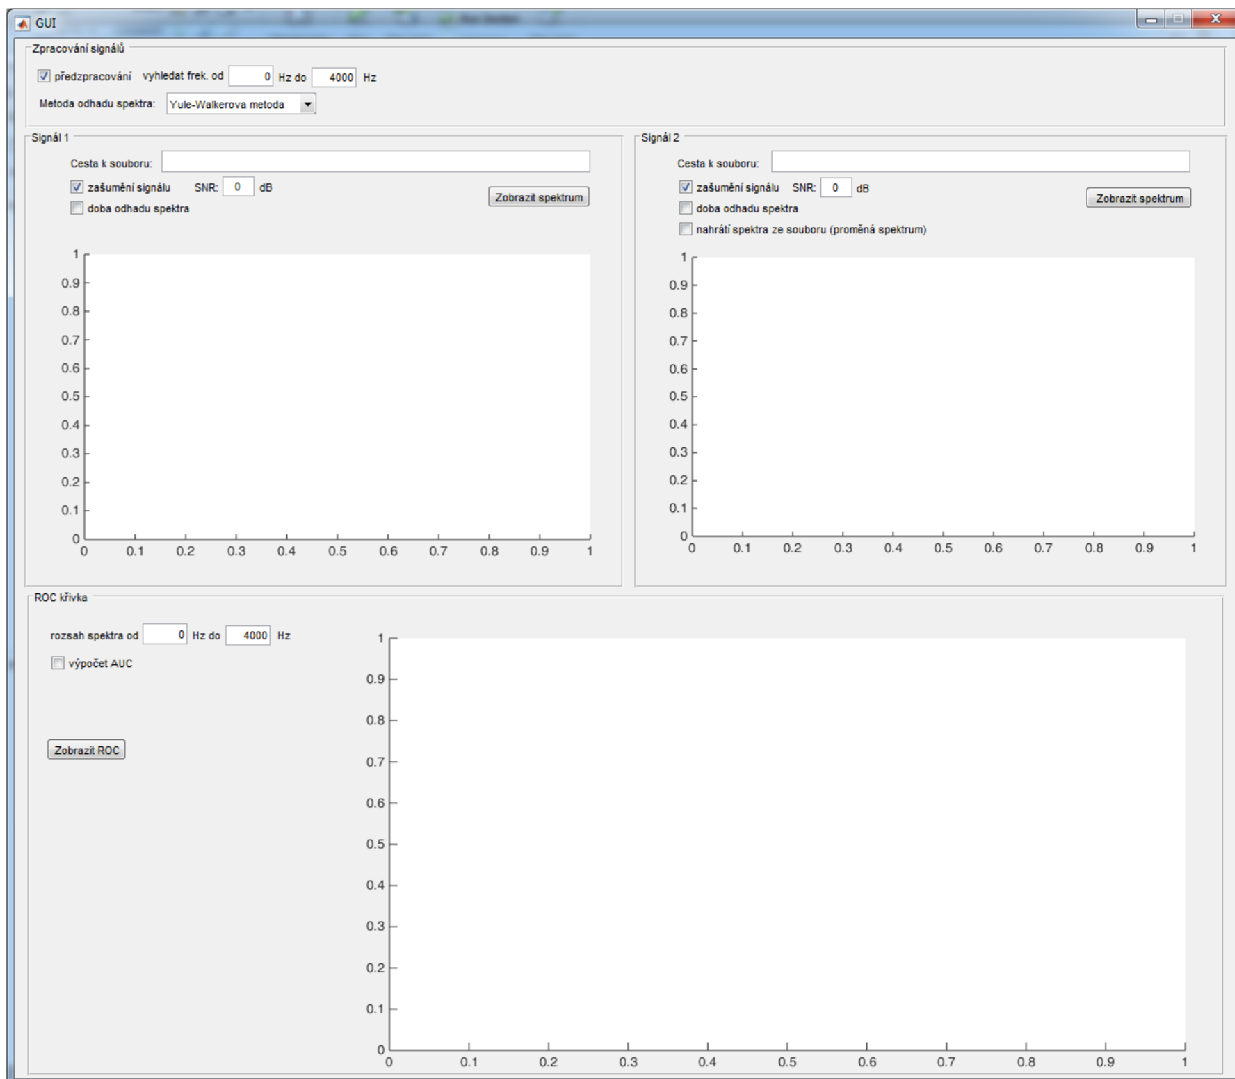 GUI
Zpracování signálů
předzpracování vyhledat frek. od 0 Hz do 4000 Hz
Metoda odhadu spektra: Yule-Walkerova metoda
Signál 1
Cesta k souboru:
zašumění signálu SNR: 0 dB
Zobrazit spektrum
doba odhadu spektra
1
0.9
0.8
0.7
0.6
0.5
0.4
0.3
0.2
0.1
0
0 0.1 0.2 0.3 0.4 0.5 0.6 0.7 0.8 0.9 1
Signál 2
Cesta k souboru:
zašumění signálu SNR: 0 dB
Zobrazit spektrum
doba odhadu spektra
nahrátí spektra ze souboru (proměná spektrum)
1
0.9
0.8
0.7
0.6
0.5
0.4
0.3
0.2
0.1
0
0 0.1 0.2 0.3 0.4 0.5 0.6 0.7 0.8 0.9 1
ROC křivka
rozsah spektra od 0 Hz do 4000 Hz
výpočet AUC
Zobrazit ROC
1
0.9
0.8
0.7
0.6
0.5
0.4
0.3
0.2
0.1
0
0 0.1 0.2 0.3 0.4 0.5 0.6 0.7 0.8 0.9 1